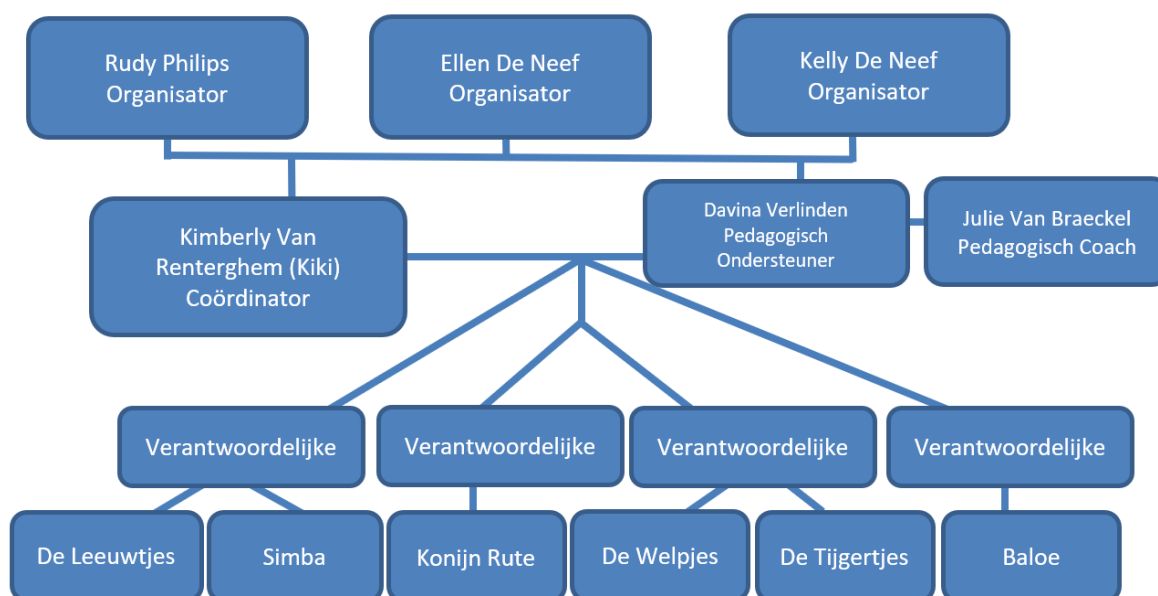 Rudy Philips
Organisator
Ellen De Neef
Organisator
Kelly De Neef
Organisator
Kimberly Van
Renterghem (Kiki)
Coördinator
Davina Verlinden
Pedagogisch
Ondersteuner
Julie Van Braeckel
Pedagogisch Coach
Verantwoordelijke
Verantwoordelijke
Verantwoordelijke
Verantwoordelijke
De Leeuwtjes
Simba
Konijn Rute
De Welpjes
De Tijgertjes
Baloe